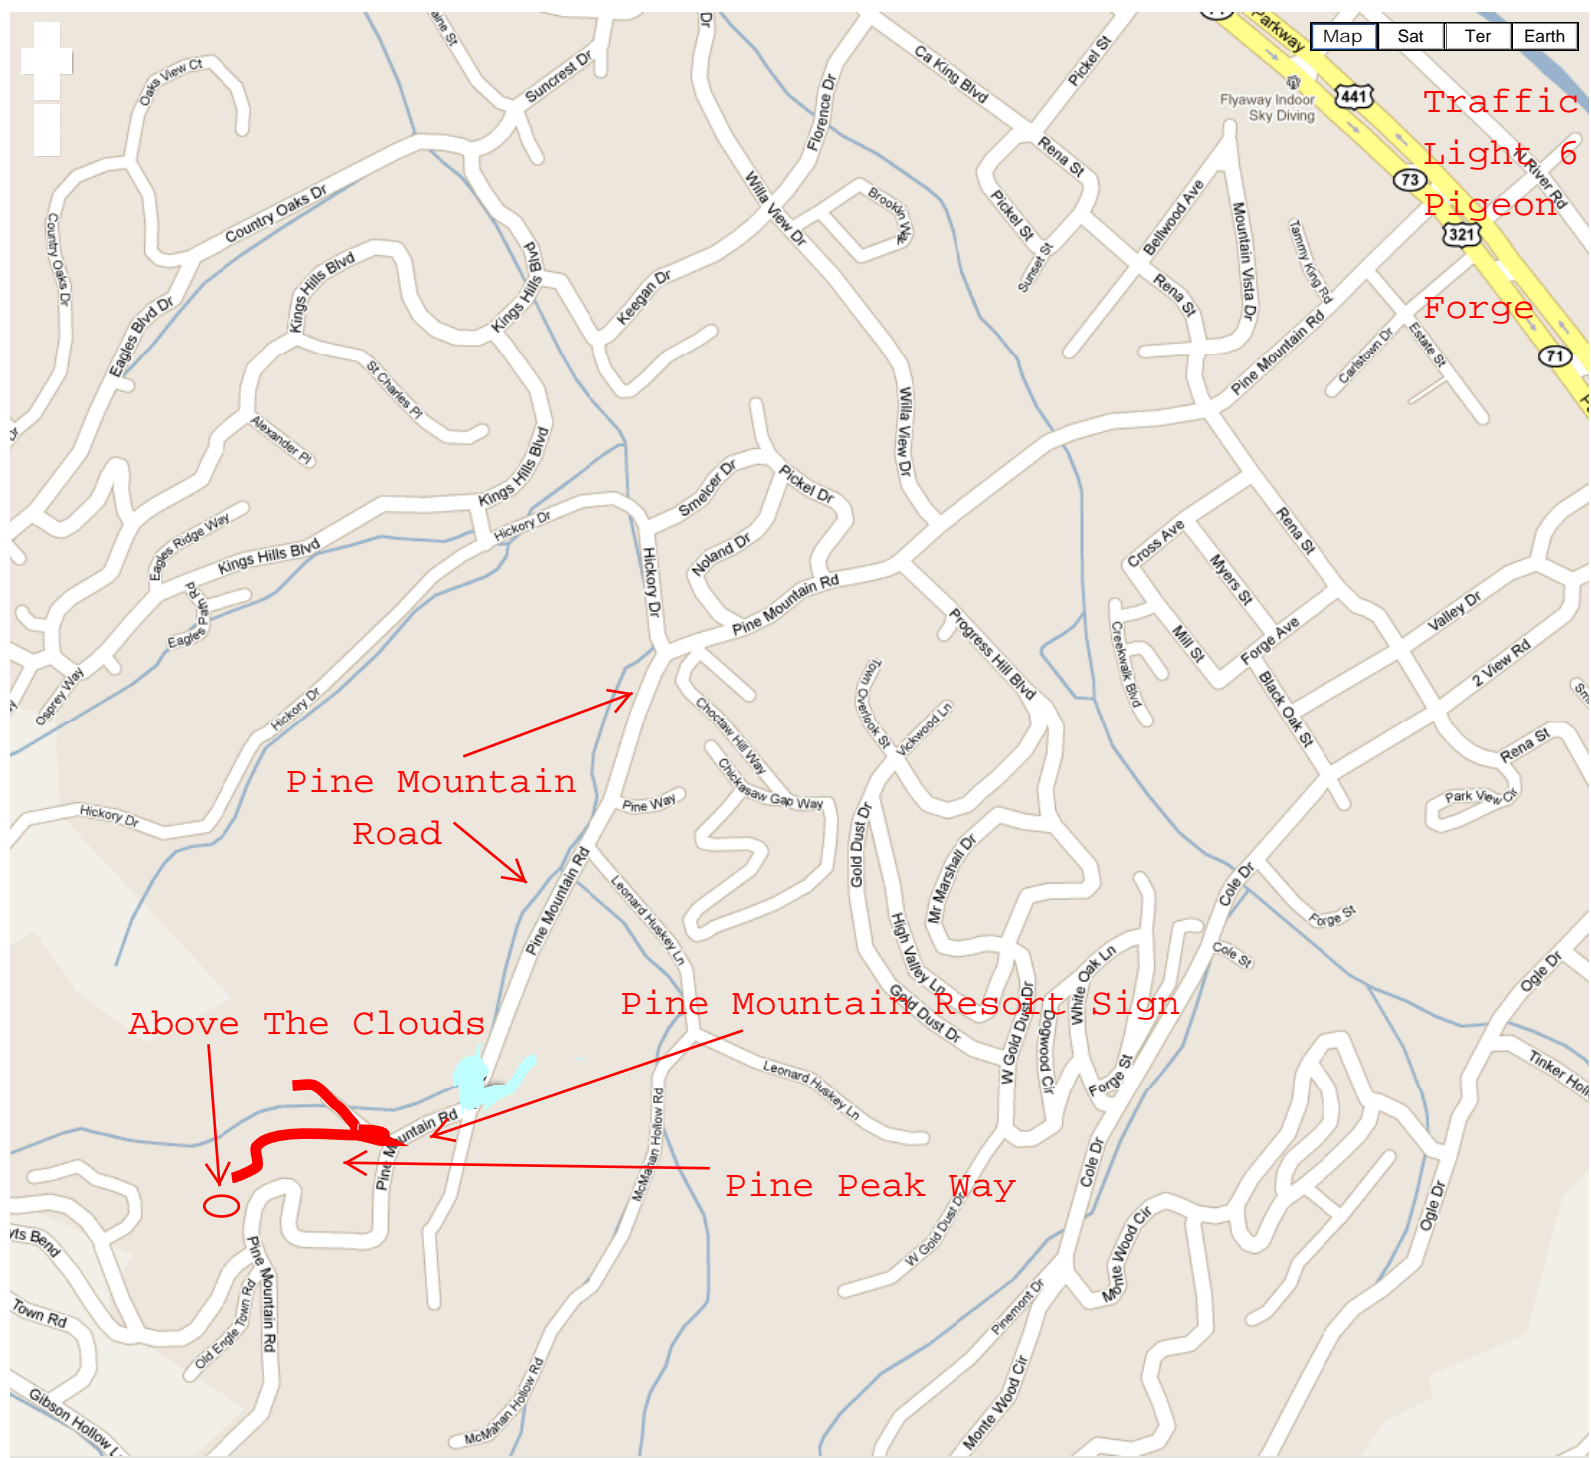 Map
Sat
Ter
Earth
Parkway
Flyaway Indoor
Sky Diving
441
Traffic
Light 6
Pigeon
Forge
73
321
71
N River Rd
Oaks View Ct
Suncrest Dr
Dr
Florence Dr
Ca King Blvd
Pickel St
Rena St
Country Oaks Dr
Country Oaks Dr
Willa View Dr
Pickel St
Sunset St
Bellwood Ave
Mountain Vista Dr
Tammy King Rd
Kings Hills Blvd
Kings Hills
Blvd
Keegan Dr
Rena St
Eagles Blvd Dr
Pine Mountain Rd
Carlstown Dr
Estate St
St Charles Pl
Alexander Pl
Kings Hills Blvd
Willa View Dr
Smelcer Dr
Pickel Dr
Hickory Dr
Eagles Ridge Way
Kings Hills Blvd
Hickory Dr
Noland Dr
Pine Mountain Rd
Rena St
Cross Ave
Myers St
Mill St
Forge Ave
Valley Dr
2 View Rd
Eagles Path Rd
Osprey Way
Hickory Dr
Progress Hill Blvd
Creekwalk Blvd
Black Oak St
Town Overlook St
Vickwood Ln
Choctaw Hill Way
Chickasaw Gap Way
Rena St
Park View Cir
Pine Mountain
Road
Hickory Dr
Pine Way
Pine Mountain Rd
Leonard Huskey Ln
Gold Dust Dr
Mr Marshall Dr
High Valley Ln
Gold Dust Dr
Cole Dr
Forge St
Cole St
White Oak Ln
Ogle Dr
W Gold Dust Dr
Dogwood Cir
Forge St
Pine Mountain Resort Sign
Above The Clouds
Leonard Huskey Ln
Pine Mountain Rd
McMahan Hollow Rd
Pine Peak Way
Cole Dr
Ogle Dr
W Gold Dust Dr
Monte Wood Cir
Pinemont Dr
Bend
Pine Mountain Rd
Town Rd
Old Engle Town Rd
Gibson Hollow
McMahan Hollow Rd
Monte Wood Cir